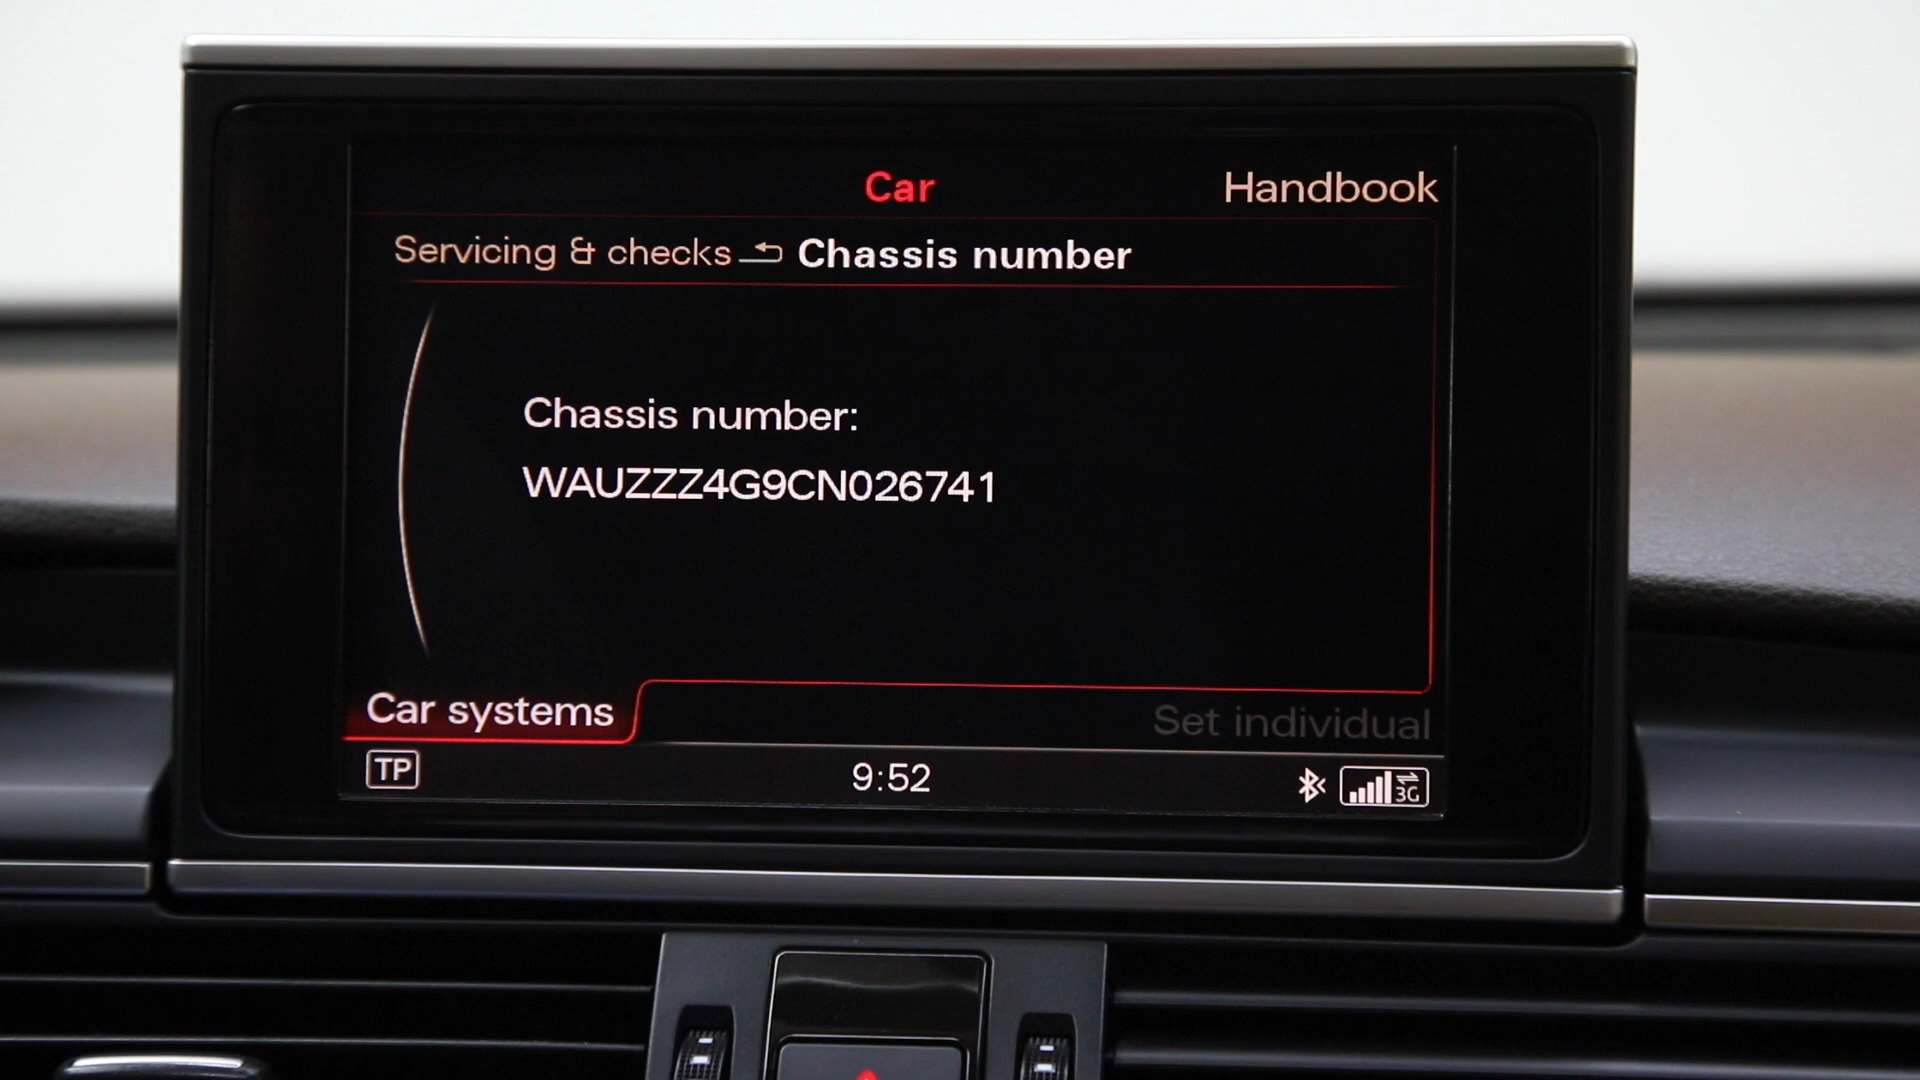 Car
Handbook
Servicing & checks Chassis number
Chassis number:
WAUZZZ4G9CN026741
Car systems
Set individual
TP
9:52
3G